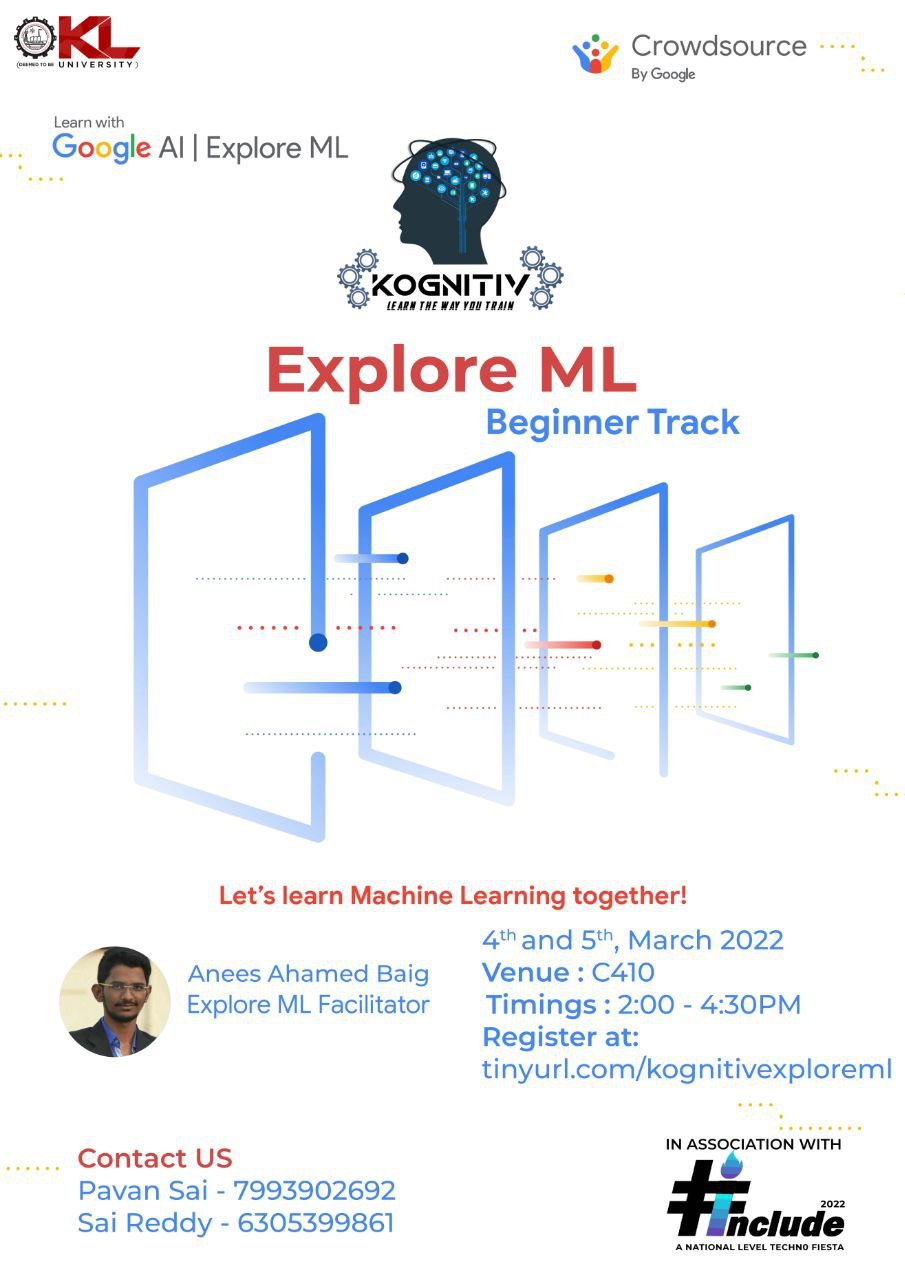 KL
(DEEMED TO BE UNIVERSITY)
Crowdsource
By Google
Learn with
Google AI | Explore ML
KOGNITIV
LEARN THE WAY YOU TRAIN
Explore ML
Beginner Track
Let's learn Machine Learning together!
Anees Ahamed Baig
Explore ML Facilitator
4th and 5th, March 2022
Venue : C410
Timings : 2:00 - 4:30PM
Register at:
tinyurl.com/kognitivexploreml
Contact US
Pavan Sai - 7993902692
Sai Reddy - 6305399861
IN ASSOCIATION WITH
#include
2022
A NATIONAL LEVEL TECHNO FIESTA